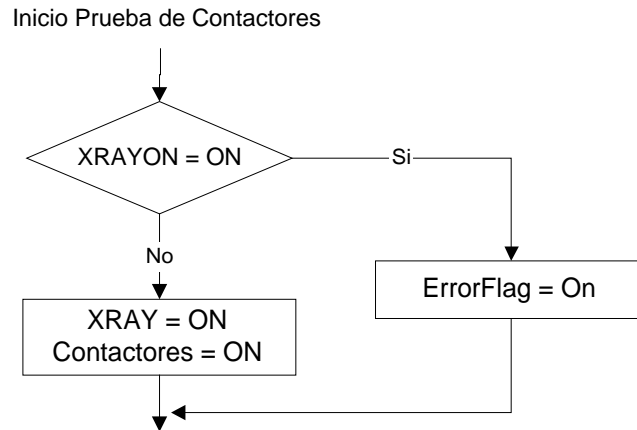 Inicio Prueba de Contactores
XRAYON = ON
Si
No
ErrorFlag = On
XRAY = ON
Contactores = ON